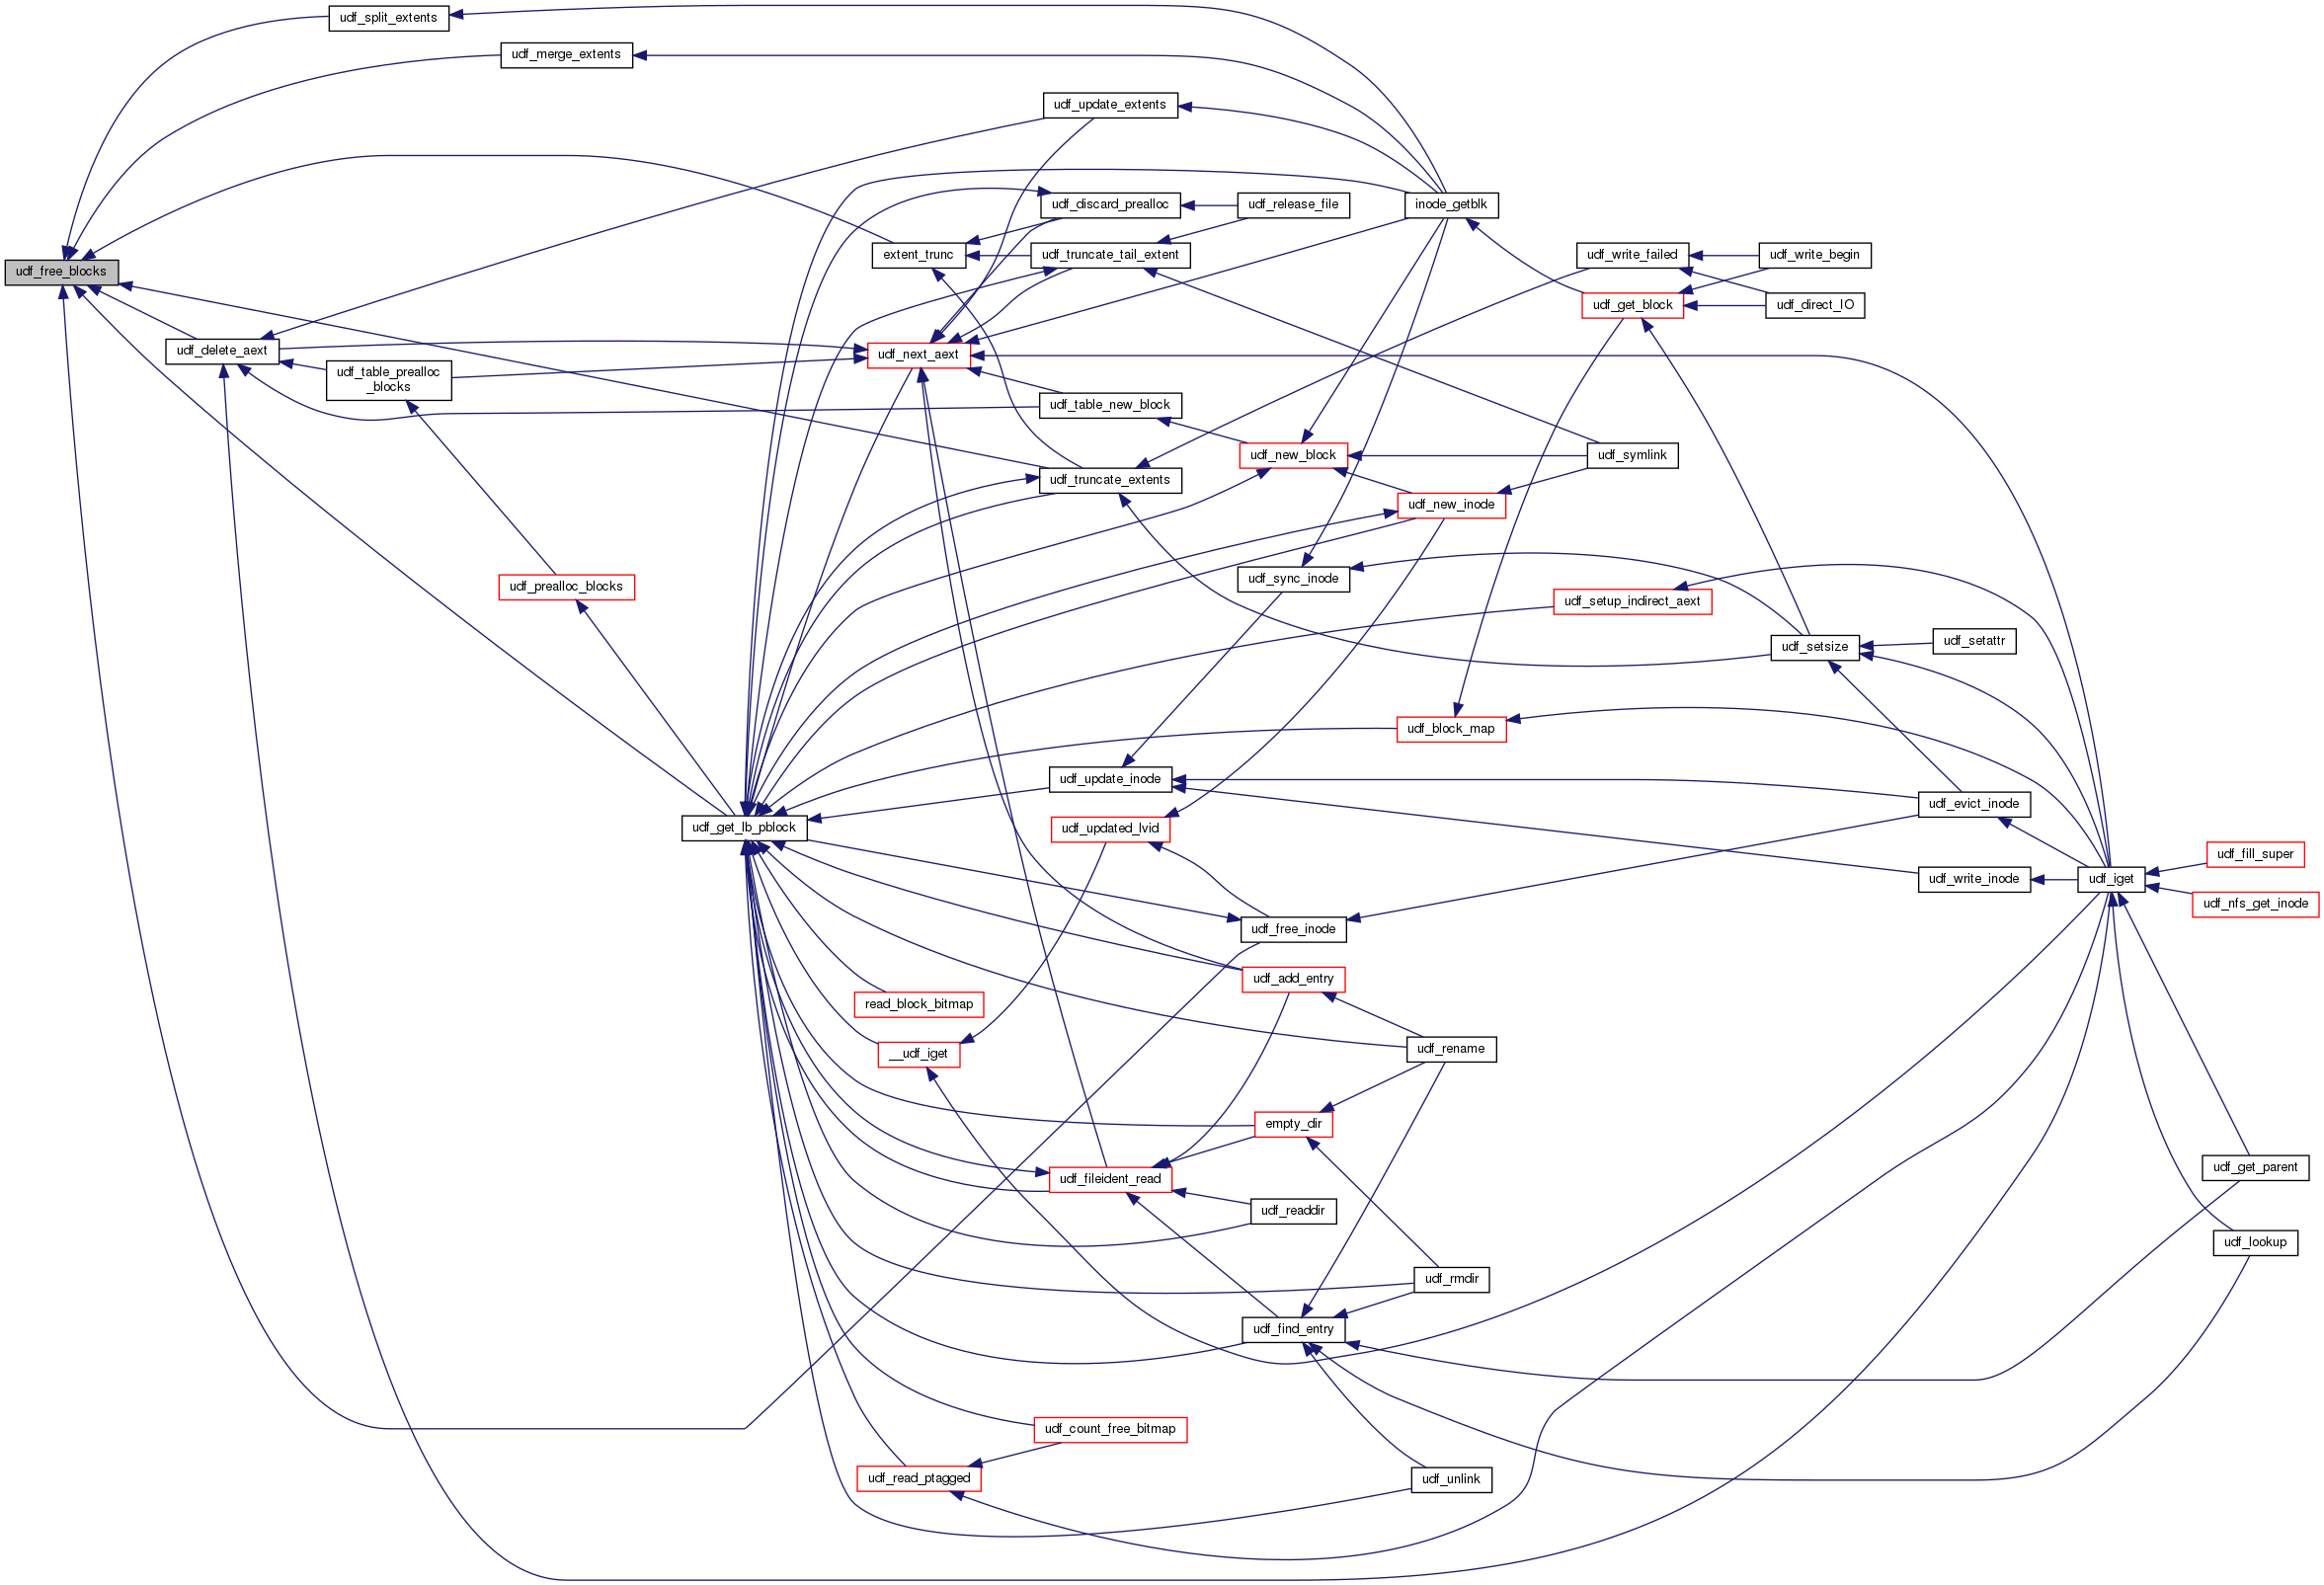 udf_split_extents
udf_merge_extents
udf_update_extents
udf_discard_prealloc
udf_release_file
inode_getblk
extent_trunc
udf_truncate_tail_extent
udf_write_failed
udf_write_begin
udf_free_blocks
udf_get_block
udf_direct_IO
udf_delete_aext
udf_next_aext
udf_table_prealloc
_blocks
udf_table_new_block
udf_new_block
udf_symlink
udf_truncate_extents
udf_new_inode
udf_prealloc_blocks
udf_sync_inode
udf_setup_indirect_aext
udf_setsize
udf_setattr
udf_block_map
udf_update_inode
udf_evict_inode
udf_get_lb_pblock
udf_updated_lvid
udf_fill_super
udf_write_inode
udf_iget
udf_nfs_get_inode
udf_free_inode
udf_add_entry
read_block_bitmap
__udf_iget
udf_rename
empty_dir
udf_get_parent
udf_fileident_read
udf_readdir
udf_lookup
udf_rmdir
udf_find_entry
udf_count_free_bitmap
udf_read_ptagged
udf_unlink